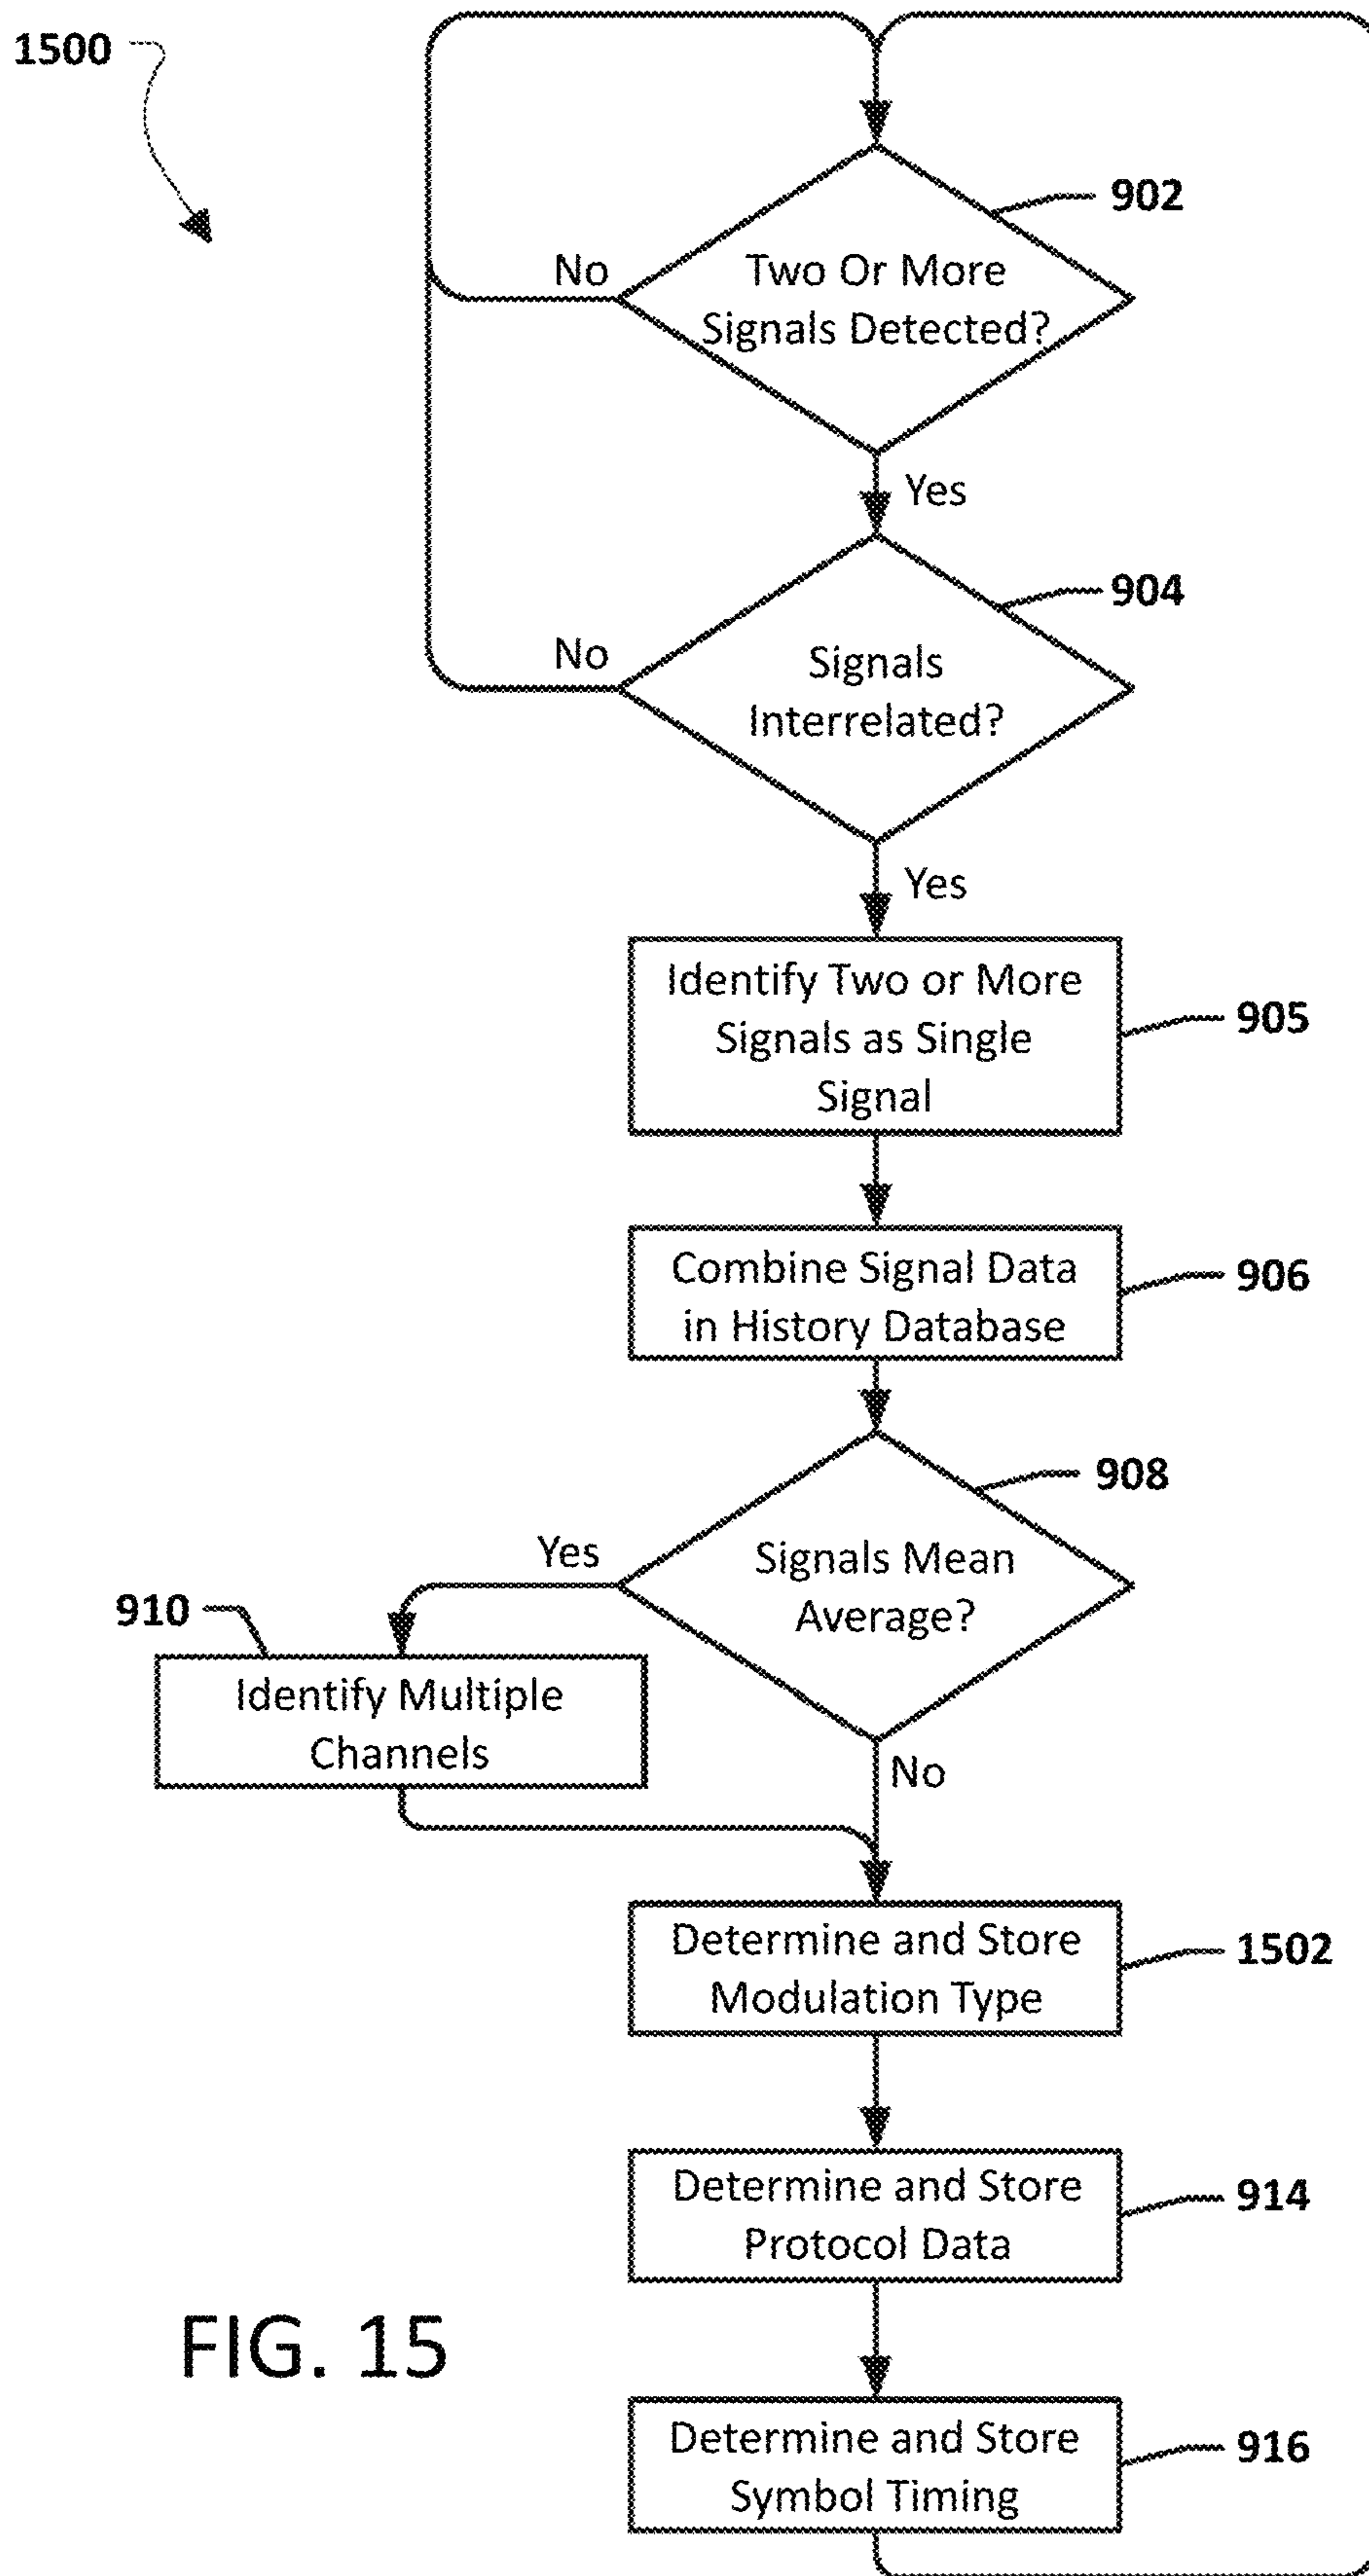 1500
902
No
Two Or More
Signals Detected?
Yes
904
No
Signals
Interrelated?
Yes
Identify Two or More
Signals as Single
Signal
905
Combine Signal Data
in History Database
906
908
Yes
Signals Mean
Average?
910
Identify Multiple
Channels
No
Determine and Store
Modulation Type
1502
Determine and Store
Protocol Data
914
FIG. 15
Determine and Store
Symbol Timing
916